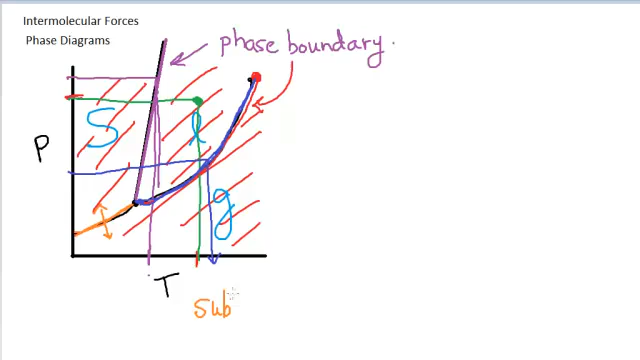 Intermolecular Forces
Phase Diagrams
phase boundary.
S
l
P
g
T
Sub